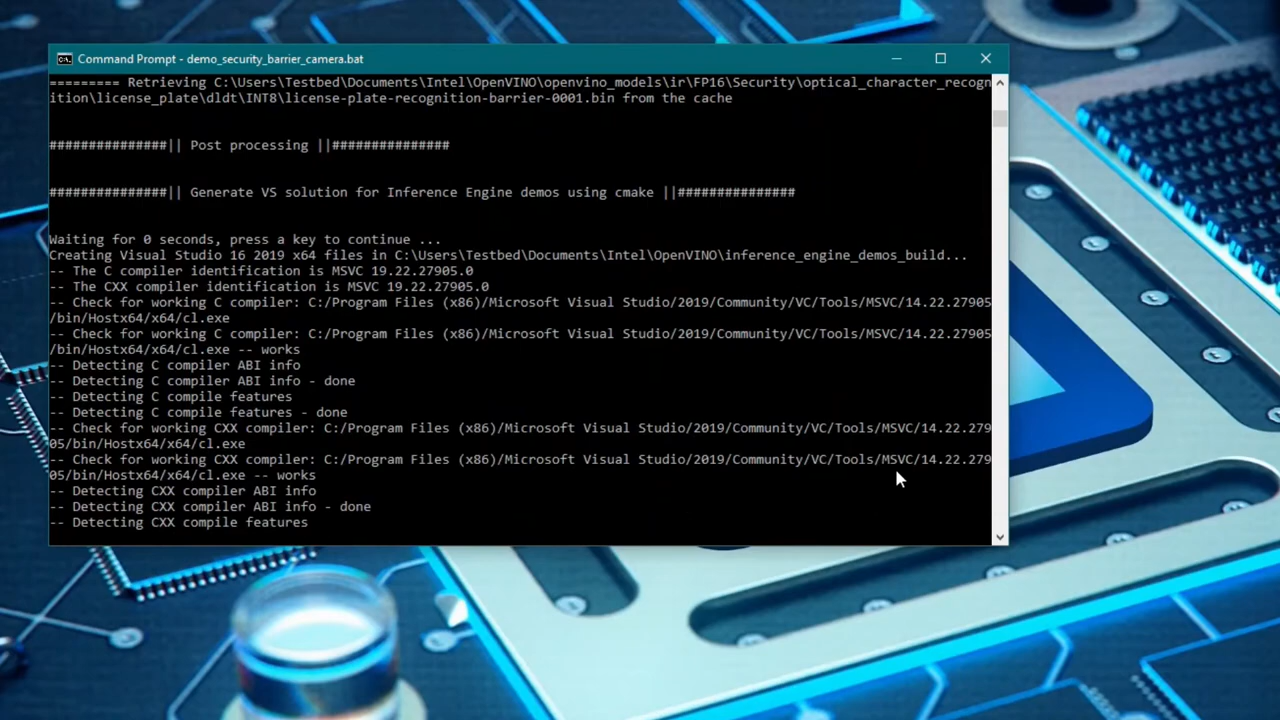 Command Prompt - demo_security_barrier_camera.bat
========= Retrieving C:\Users\Testbed\Documents\Intel\OpenVINO\openvino_models\ir\FP16\Security\optical_character_recogn
ition\license_plate\dldt\INT8\license-plate-recognition-barrier-0001.bin from the cache
###############|| Post processing ||###############
###############|| Generate VS solution for Inference Engine demos using cmake ||###############
Waiting for 0 seconds, press a key to continue ...
Creating Visual Studio 16 2019 x64 files in C:\Users\Testbed\Documents\Intel\OpenVINO\inference_engine_demos_build...
-- The C compiler identification is MSVC 19.22.27905.0
-- The CXX compiler identification is MSVC 19.22.27905.0
-- Check for working C compiler: C:/Program Files (x86)/Microsoft Visual Studio/2019/Community/VC/Tools/MSVC/14.22.27905
/bin/Hostx64/x64/cl.exe
-- Check for working C compiler: C:/Program Files (x86)/Microsoft Visual Studio/2019/Community/VC/Tools/MSVC/14.22.27905
/bin/Hostx64/x64/cl.exe -- works
-- Detecting C compiler ABI info
-- Detecting C compiler ABI info - done
-- Detecting C compile features
-- Detecting C compile features - done
-- Check for working CXX compiler: C:/Program Files (x86)/Microsoft Visual Studio/2019/Community/VC/Tools/MSVC/14.22.279
05/bin/Hostx64/x64/cl.exe
-- Check for working CXX compiler: C:/Program Files (x86)/Microsoft Visual Studio/2019/Community/VC/Tools/MSVC/14.22.279
05/bin/Hostx64/x64/cl.exe -- works
-- Detecting CXX compiler ABI info
-- Detecting CXX compiler ABI info - done
-- Detecting CXX compile features